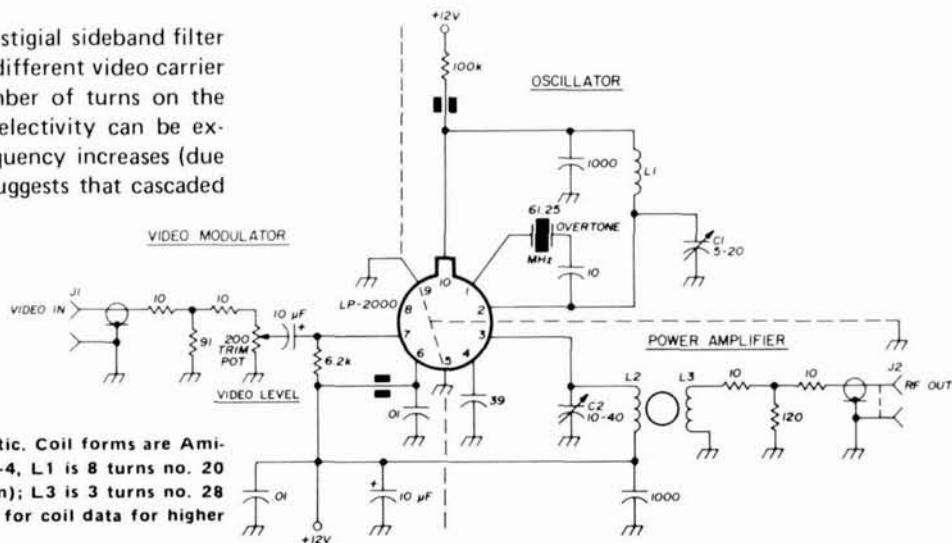 stigial sideband filter
different video carrier
mber of turns on the
electivity can be ex-
quency increases (due
uggests that cascaded
+12V
100k
OSCILLATOR
1000
L1
61.25
OVERTONE
MHz
10
C1
5-20
VIDEO MODULATOR
J1
VIDEO IN
10
10
91
200
TRIM
POT
10 µF
+
6.2k
VIDEO LEVEL
LP-2000
10
9
8
7
6
5
4
3
2
1
.01
39
POWER AMPLIFIER
C2
10-40
L2
L3
10
10
120
J2
RF OUT
.01
+
10 µF
1000
+12V
tic. Coil forms are Ami-
-4, L1 is 8 turns no. 20
n); L3 is 3 turns no. 28
for coil data for higher